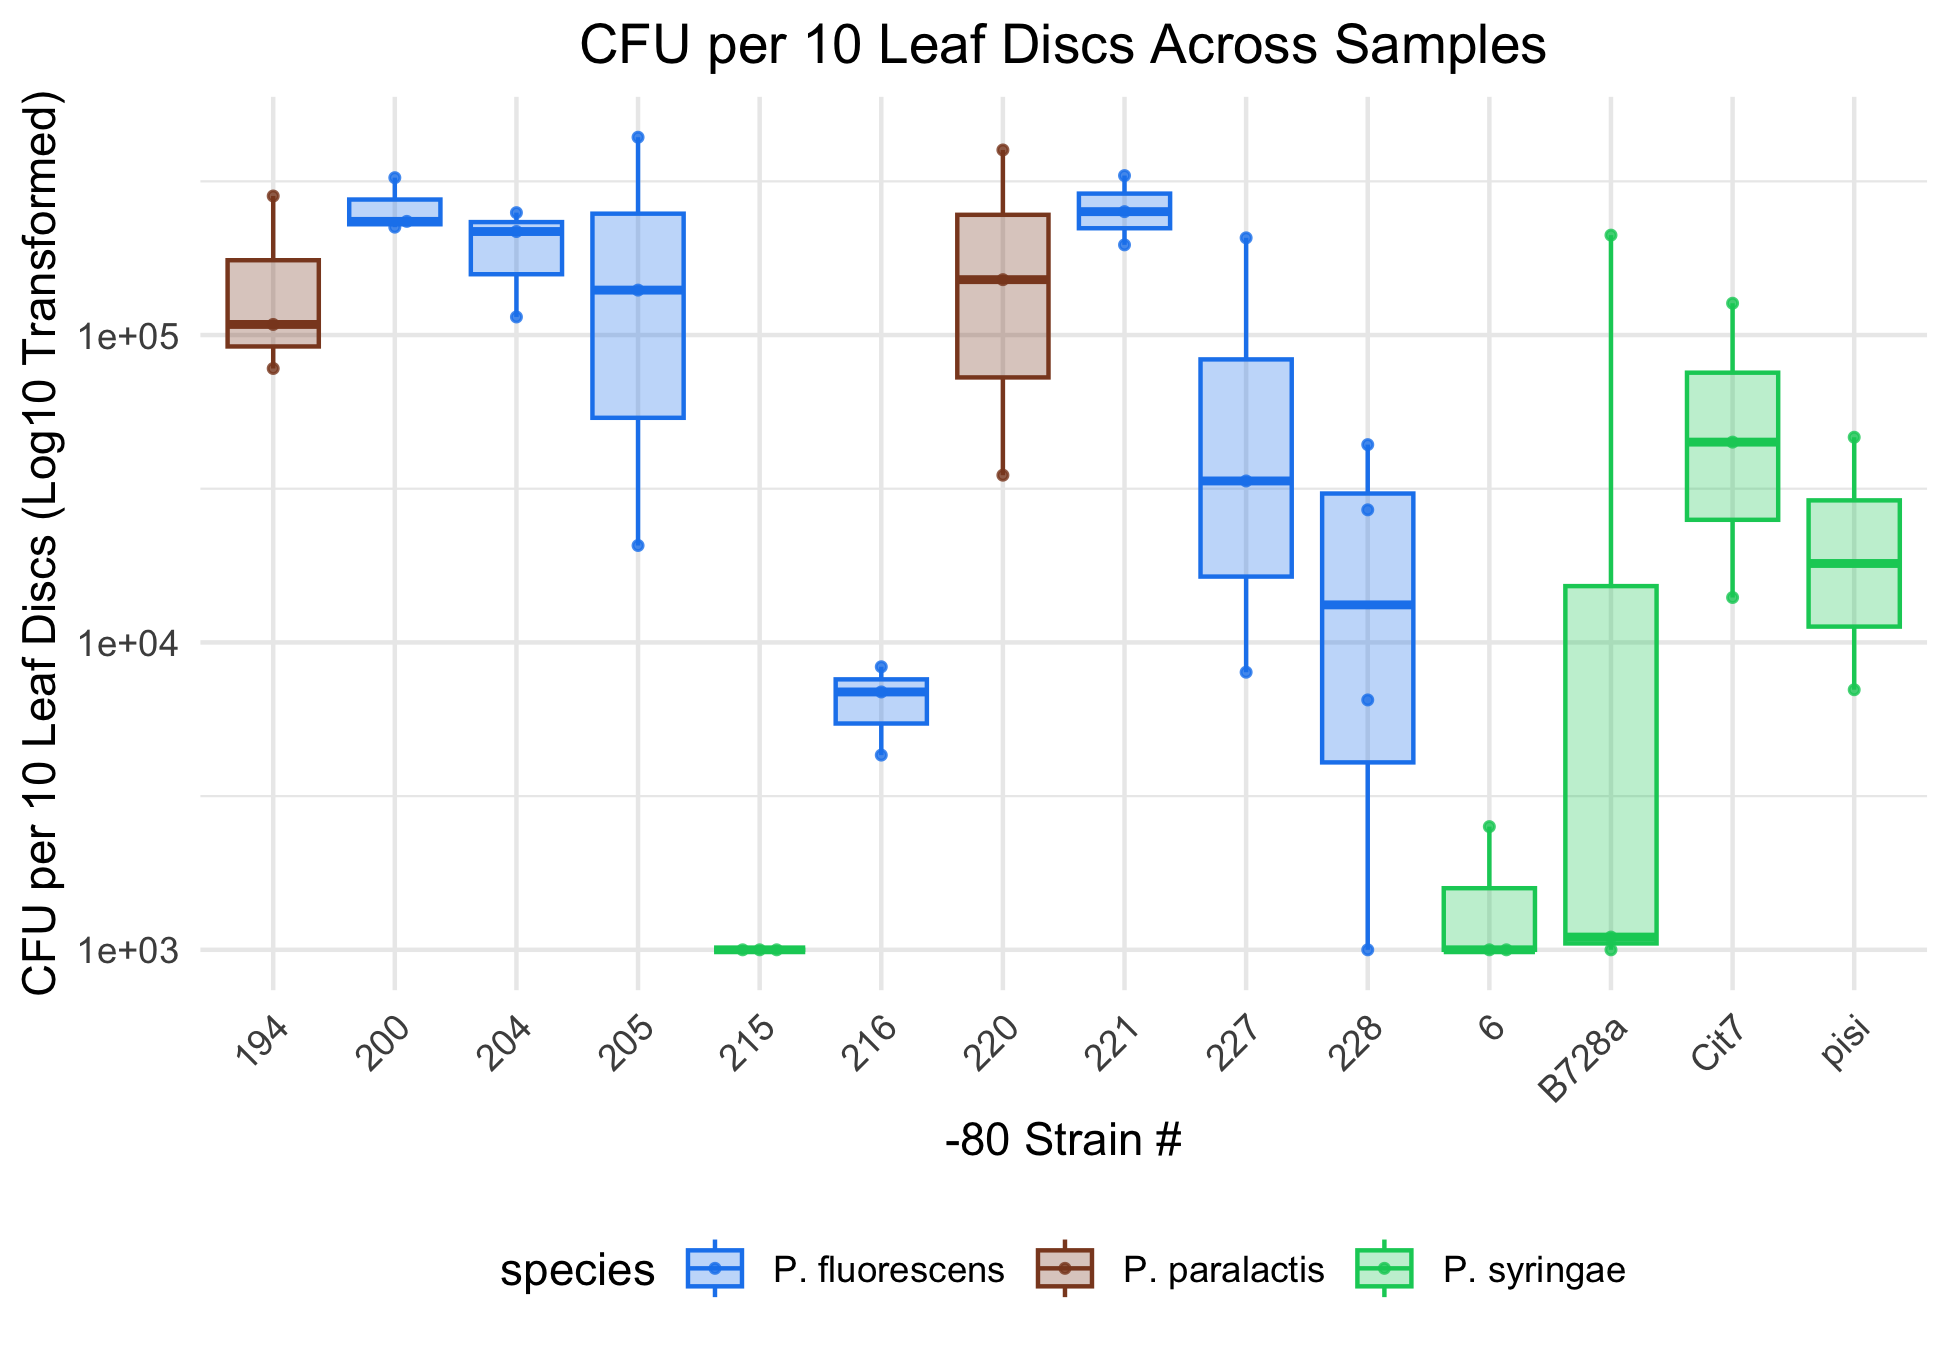 CFU per 10 Leaf Discs Across Samples
CFU per 10 Leaf Discs (Log10 Transformed)
1e+05
1e+04
1e+03
194
200
204
205
215
216
220
221
227
228
6
B728a
Cit7
pisi
-80 Strain #
species P. fluorescens P. paralactis P. syringae